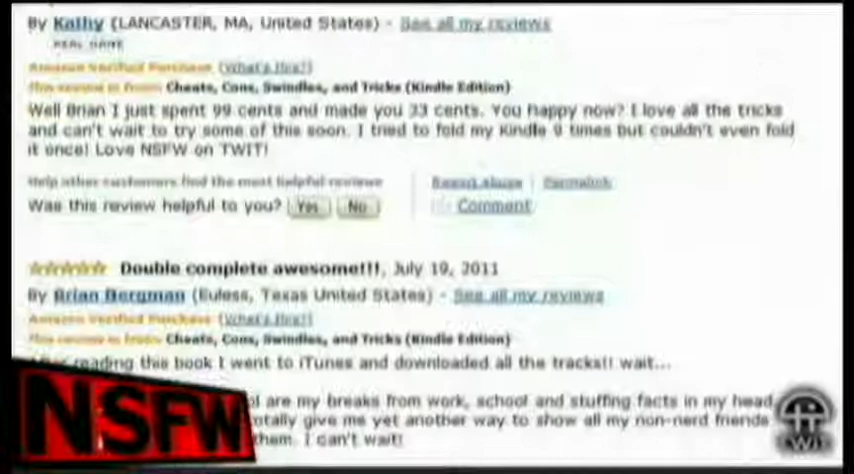 By Kathy (LANCASTER, MA, United States) - See all my reviews
REAL NAME
Amazon Verified Purchase (What's this?)
This review is from: Cheats, Cons, Swindles, and Tricks (Kindle Edition)
Well Brian I just spent 99 cents and made you 33 cents. You happy now? I love all the tricks
and can't wait to try some of this soon. I tried to fold my Kindle 9 times but couldn't even fold
it once! Love NSFW on TWIT!
Help other customers find the most helpful reviews
Report abuse | Permalink
Was this review helpful to you? Yes No
Comment
Double complete awesome!!!, July 19, 2011
By Brian Bergman (Euless, Texas United States) - See all my reviews
Amazon Verified Purchase (What's this?)
This review is from: Cheats, Cons, Swindles, and Tricks (Kindle Edition)
reading this book I went to iTunes and downloaded all the tracks!! wait...
are my breaks from work, school and stuffing facts in my head
totally give me yet another way to show all my non-nerd friends
them. I can't wait!
NSFW
TWiT